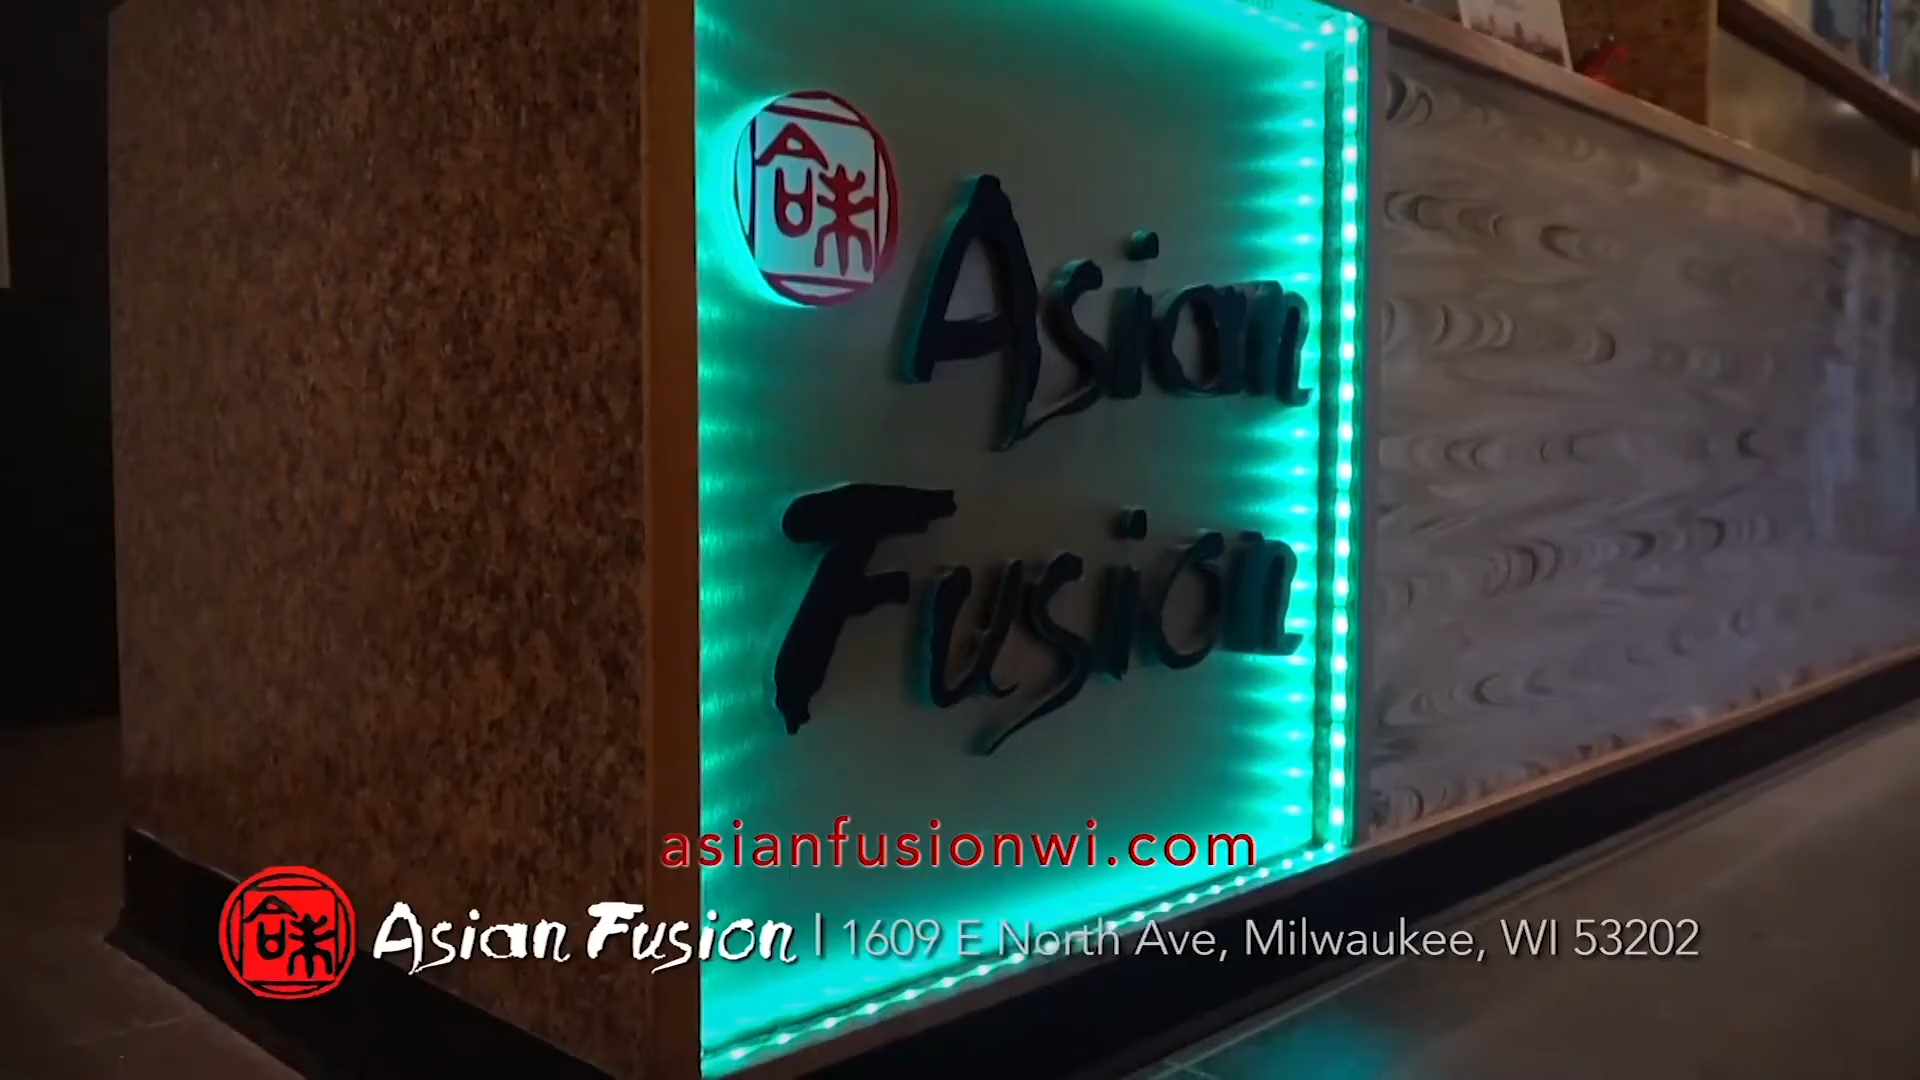 Asian
Fusion
asianfusionwi.com
Asian Fusion | 1609 E North Ave, Milwaukee, WI 53202